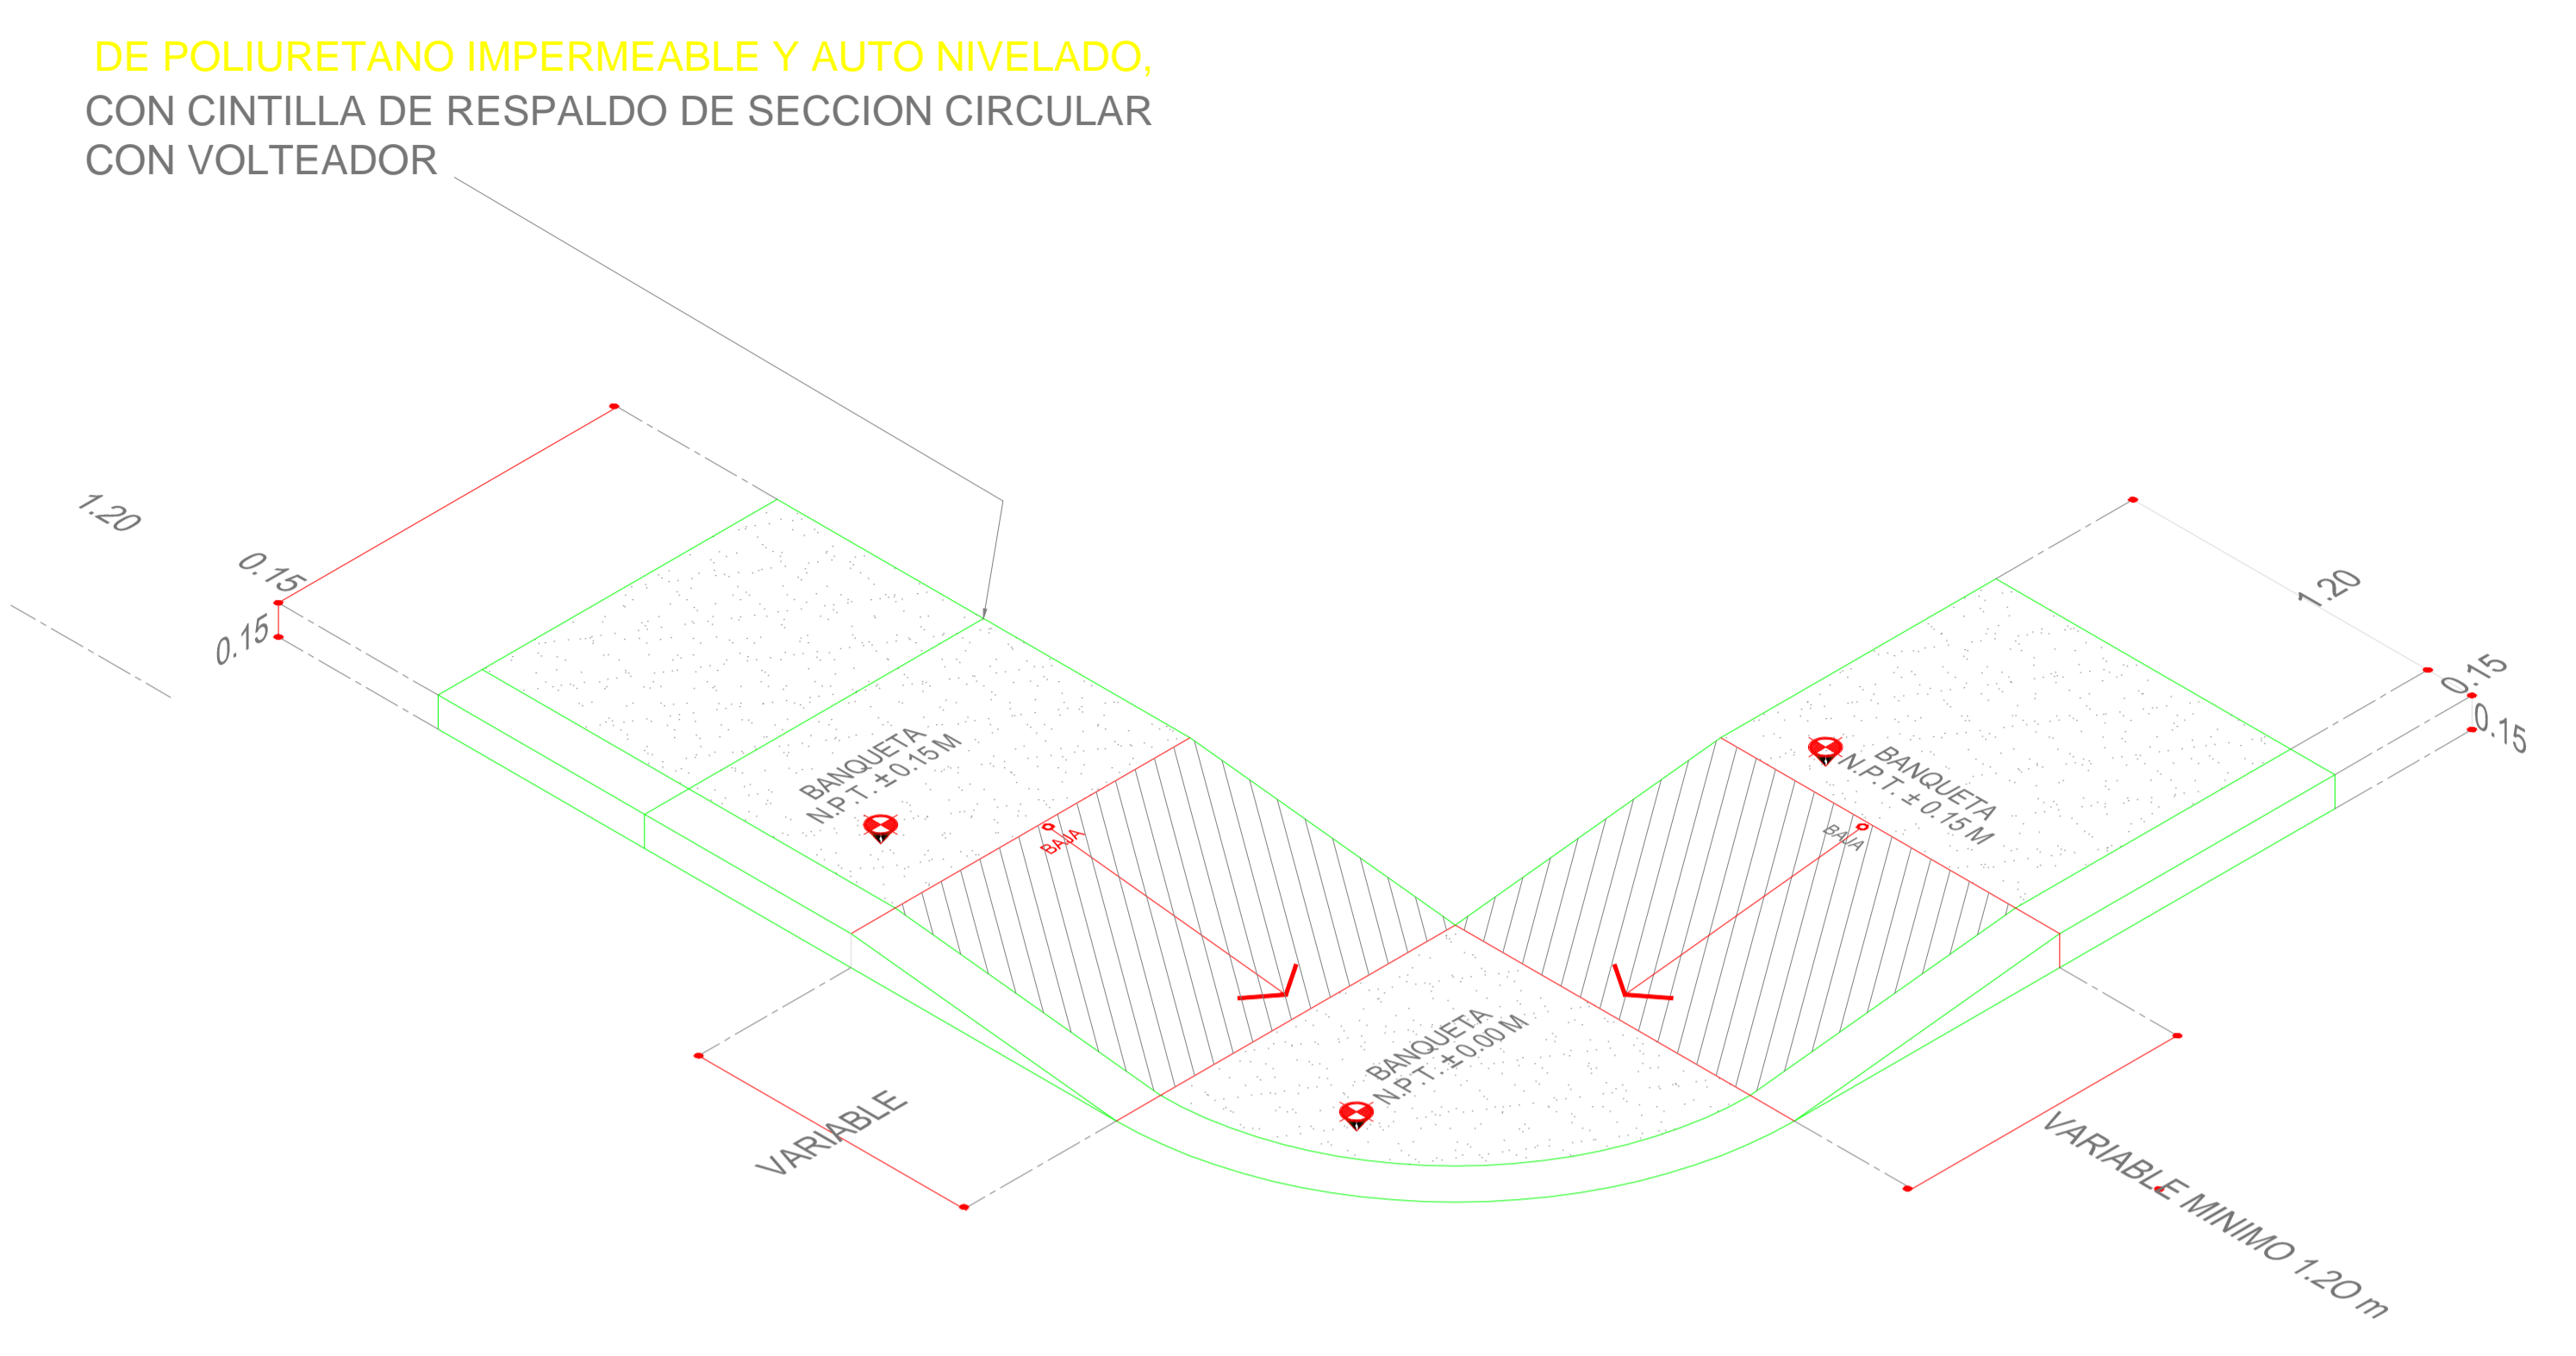 DE POLIURETANO IMPERMEABLE Y AUTO NIVELADO,
CON CINTILLA DE RESPALDO DE SECCION CIRCULAR
CON VOLTEADOR
1.20
0.15
0.15
1.20
0.15
0.15
BANQUETA
N.P.T. ±0.15 M
BAJA
BANQUETA
N.P.T. ± 0.15 M
BAJA
BANQUETA
N.P.T .±0.00 M
VARIABLE
VARIABLE MINIMO 1.2O m